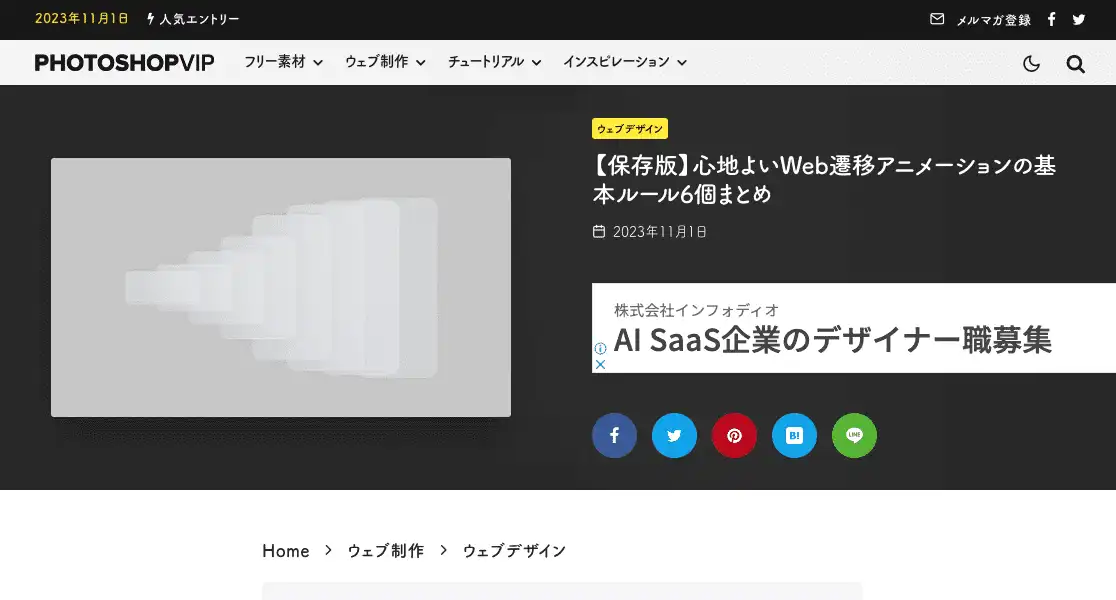 2023年11月1日 人気エントリー メルマガ登録
PHOTOSHOPVIP フリー素材 ウェブ制作 チュートリアル インスピレーション
ウェブデザイン
【保存版】心地よいWeb遷移アニメーションの基
本ルール6個まとめ
2023年11月1日
株式会社インフォディオ
AI SaaS企業のデザイナー職募集
B!
LINE
Home > ウェブ制作 > ウェブデザイン